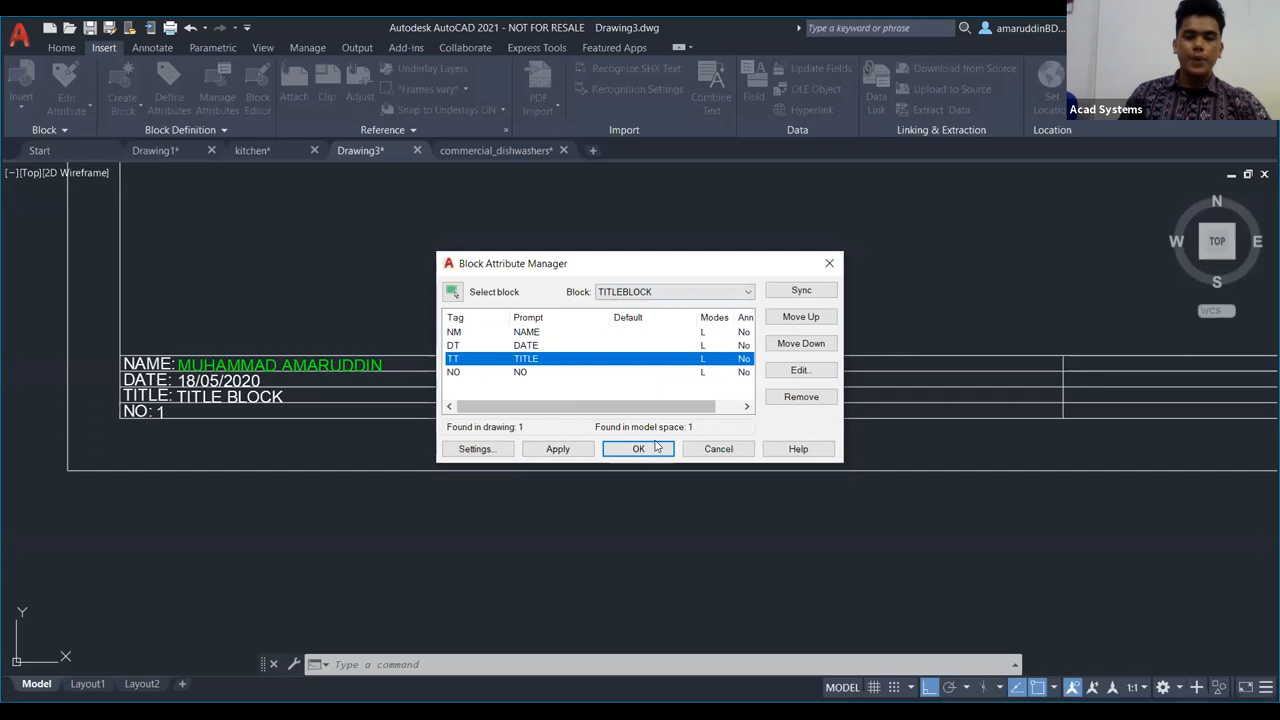 Autodesk AutoCAD 2021 - NOT FOR RESALE Drawing3.dwg
Type a keyword or phrase
amaruddinBD...
Home Insert Annotate Parametric View Manage Output Add-ins Collaborate Express Tools Featured Apps
Insert
Edit Attribute
Create Block
Define Attributes
Manage Attributes
Block Editor
Attach
Clip
Adjust
Underlay Layers
*Frames vary*
Snap to Underlays ON
PDF Import
Recognize SHX Text
Recognition Settings
Combine Text
Field
Update Fields
OLE Object
Hyperlink
Data Link
Download from Source
Upload to Source
Extract Data
Set Location
Acad Systems
Block Block Definition Reference Import Data Linking & Extraction Location
Start Drawing1* kitchen* Drawing3* commercial_dishwashers*
[−][Top][2D Wireframe]
N
W TOP E
S
WCS
Block Attribute Manager
Select block Block: TITLEBLOCK Sync
Tag Prompt Default Modes Ann
NM NAME L No
DT DATE L No
TT TITLE L No
NO NO L No
Move Up
Move Down
Edit...
Remove
Found in drawing: 1 Found in model space: 1
Settings... Apply OK Cancel Help
NAME: MUHAMMAD AMARUDDIN
DATE: 18/05/2020
TITLE: TITLE BLOCK
NO: 1
Y
X
Type a command
Model Layout1 Layout2
MODEL
1:1